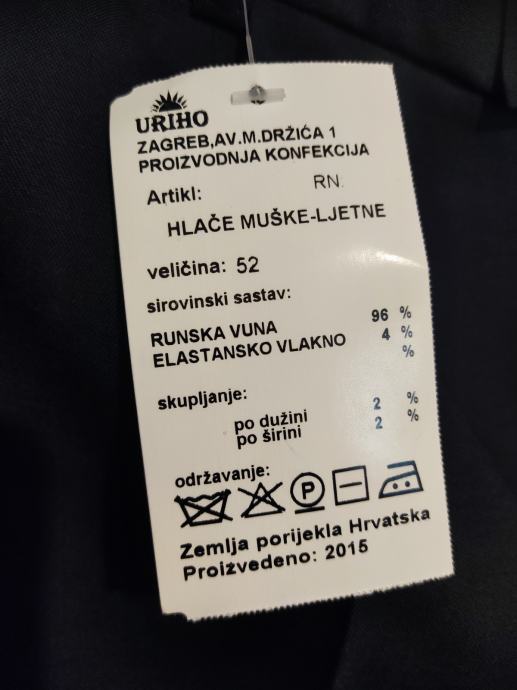 URIHO
ZAGREB,AV.M.DRŽIĆA 1
PROIZVODNJA KONFEKCIJA
Artikl: RN.
HLAČE MUŠKE-LJETNE
veličina: 52
sirovinski sastav:
RUNSKA VUNA 96 %
ELASTANSKO VLAKNO 4 %
%
skupljanje:
po dužini 2 %
po širini 2 %
održavanje:
P
Zemlja porijekla Hrvatska
Proizvedeno: 2015